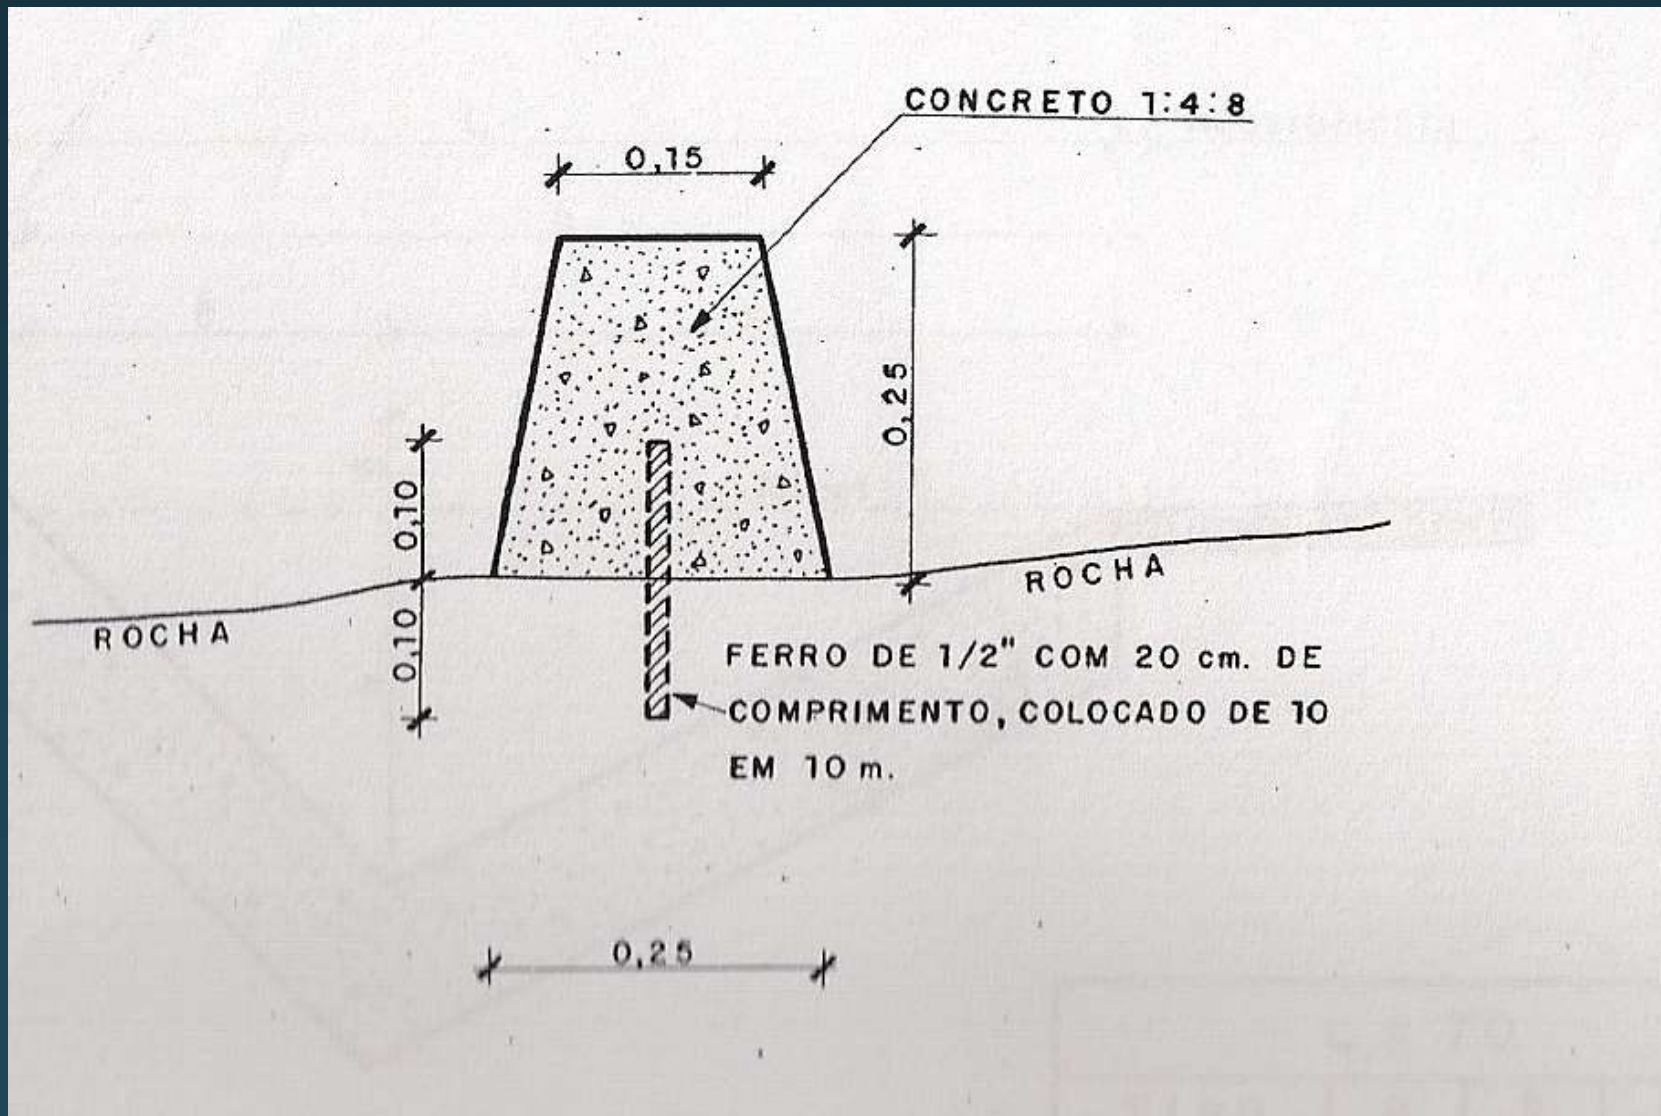 CONCRETO 1:4:8
0,15
0,25
0,10
0,10
ROCHA
ROCHA
FERRO DE 1/2" COM 20 cm. DE
COMPRIMENTO, COLOCADO DE 10
EM 10 m.
0,25